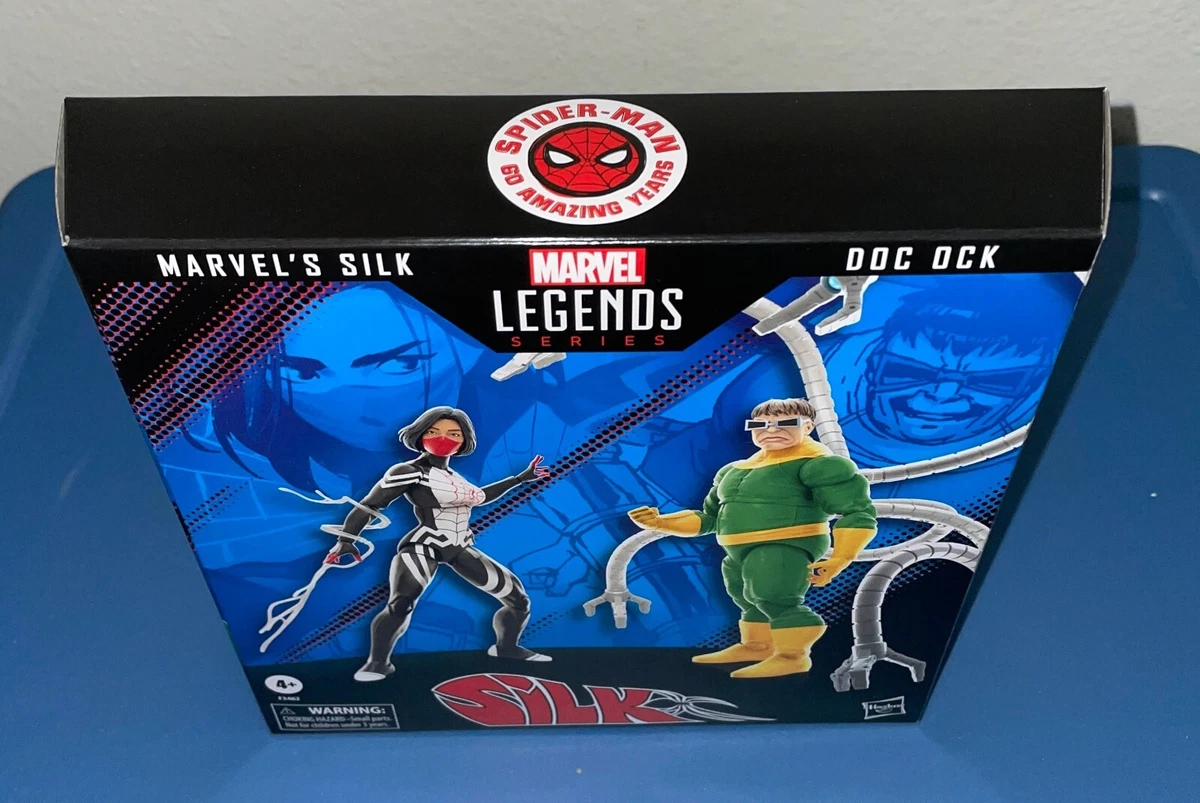 SPIDER-MAN
60 AMAZING YEARS
MARVEL'S SILK
MARVEL
LEGENDS
SERIES
DOC OCK
4+
F3462
WARNING:
CHOKING HAZARD-Small parts.
Not for children under 3 years.
SILK
Hasbro